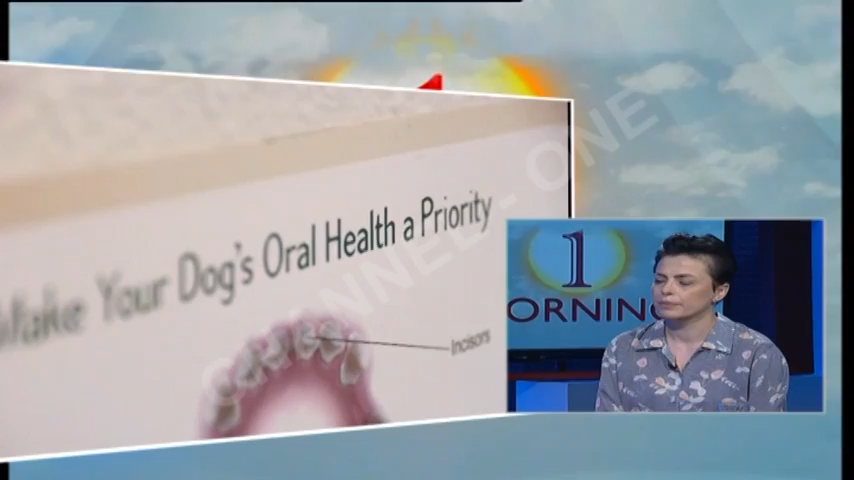 Make Your Dog's Oral Health a Priority
Incisors
CHANNEL - ONE
1
ORNING